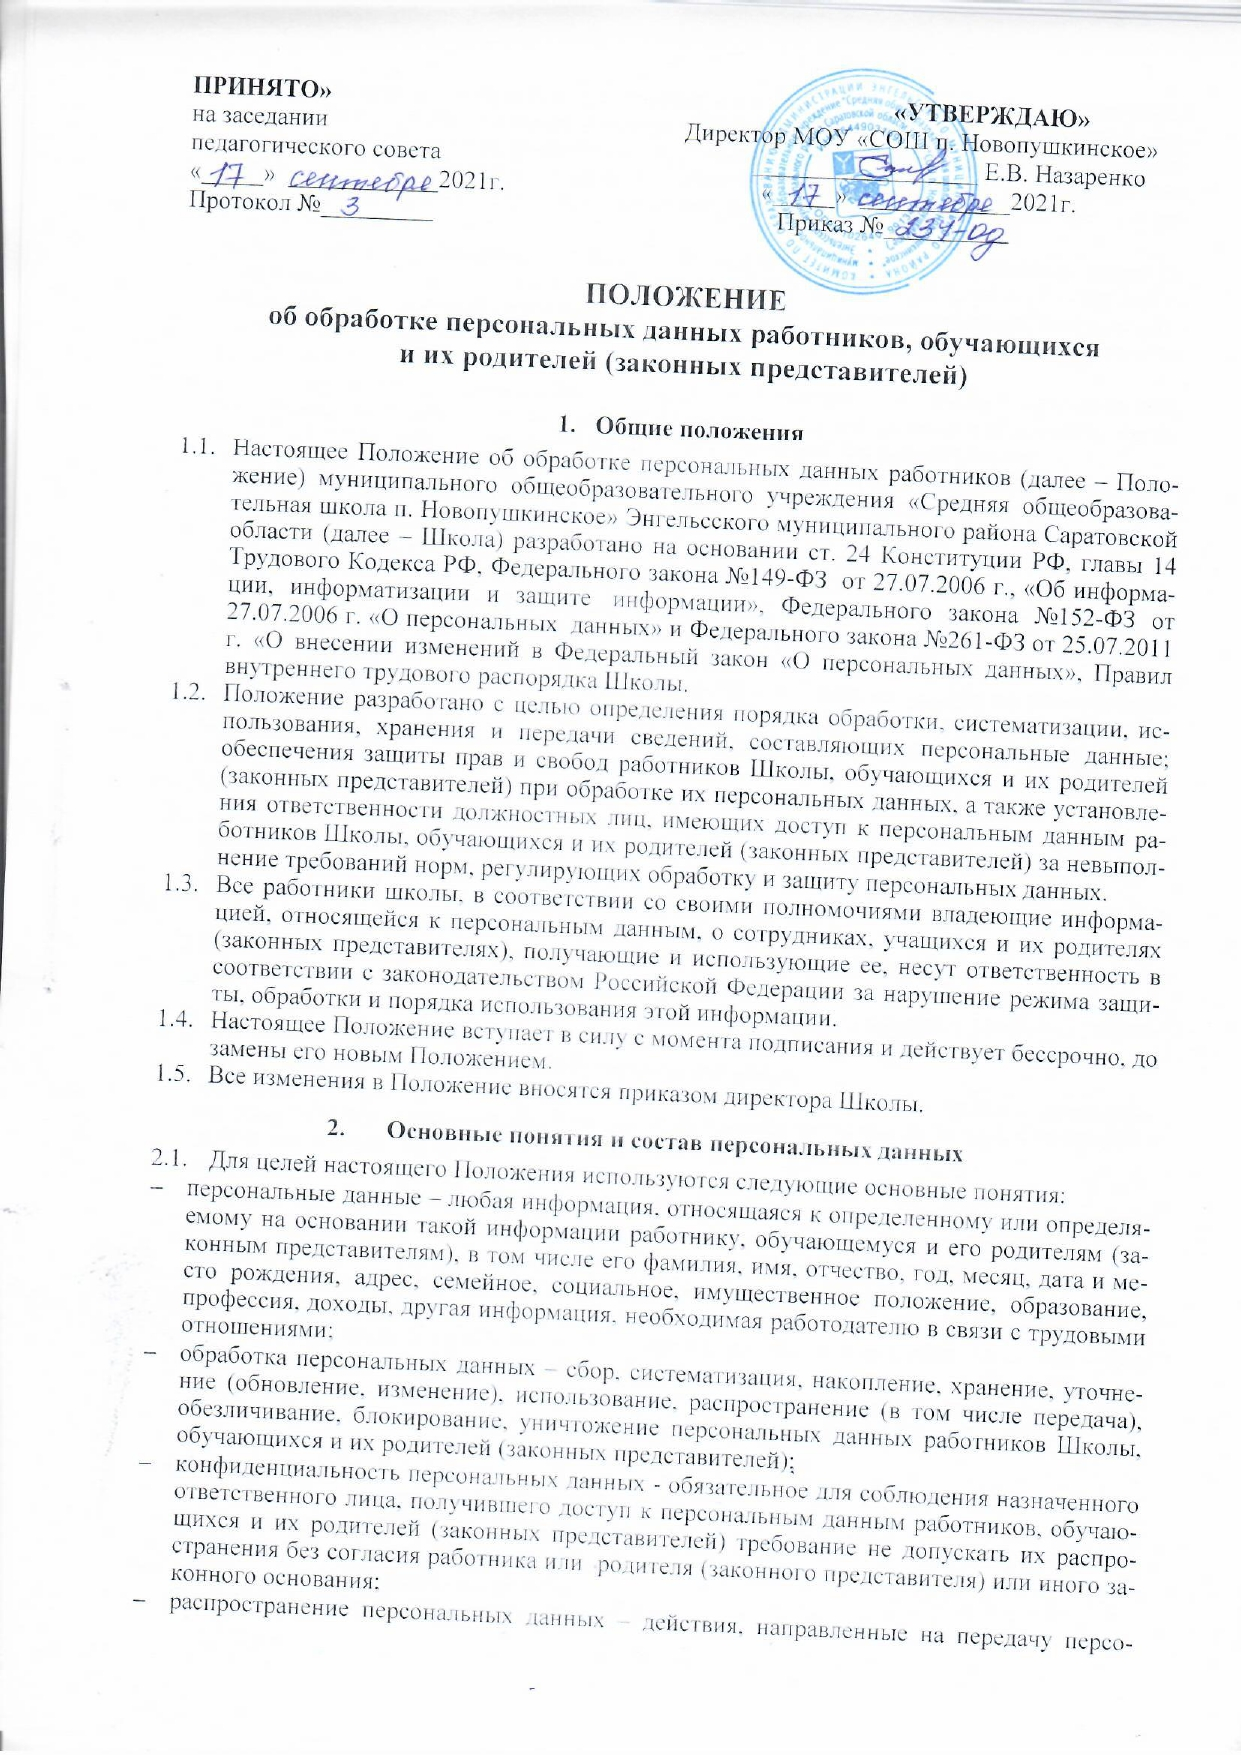 ПРИНЯТО»
на заседании
педагогического совета
«_17_» сентября 2021г.
Протокол № 3
«УТВЕРЖДАЮ»
Директор МОУ «СОШ п. Новопушкинское»
Е.В. Назаренко
«_17_» сентября 2021г.
Приказ № 234-од
ПОЛОЖЕНИЕ
об обработке персональных данных работников, обучающихся
и их родителей (законных представителей)
1. Общие положения
1.1. Настоящее Положение об обработке персональных данных работников (далее – Поло-
жение) муниципального общеобразовательного учреждения «Средняя общеобразова-
тельная школа п. Новопушкинское» Энгельсского муниципального района Саратовской
области (далее – Школа) разработано на основании ст. 24 Конституции РФ, главы 14
Трудового Кодекса РФ, Федерального закона №149-ФЗ от 27.07.2006 г., «Об информа-
ции, информатизации и защите информации», Федерального закона №152-ФЗ от
27.07.2006 г. «О персональных данных» и Федерального закона №261-ФЗ от 25.07.2011
г. «О внесении изменений в Федеральный закон «О персональных данных», Правил
внутреннего трудового распорядка Школы.
1.2. Положение разработано с целью определения порядка обработки, систематизации, ис-
пользования, хранения и передачи сведений, составляющих персональные данные;
обеспечения защиты прав и свобод работников Школы, обучающихся и их родителей
(законных представителей) при обработке их персональных данных, а также установле-
ния ответственности должностных лиц, имеющих доступ к персональным данным ра-
ботников Школы, обучающихся и их родителей (законных представителей) за невыпол-
нение требований норм, регулирующих обработку и защиту персональных данных.
1.3. Все работники школы, в соответствии со своими полномочиями владеющие информа-
цией, относящейся к персональным данным, о сотрудниках, учащихся и их родителях
(законных представителях), получающие и использующие ее, несут ответственность в
соответствии с законодательством Российской Федерации за нарушение режима защи-
ты, обработки и порядка использования этой информации.
1.4. Настоящее Положение вступает в силу с момента подписания и действует бессрочно, до
замены его новым Положением.
1.5. Все изменения в Положение вносятся приказом директора Школы.
2. Основные понятия и состав персональных данных
2.1. Для целей настоящего Положения используются следующие основные понятия:
– персональные данные – любая информация, относящаяся к определенному или определя-
емому на основании такой информации работнику, обучающемуся и его родителям (за-
конным представителям), в том числе его фамилия, имя, отчество, год, месяц, дата и ме-
сто рождения, адрес, семейное, социальное, имущественное положение, образование,
профессия, доходы, другая информация, необходимая работодателю в связи с трудовыми
отношениями;
– обработка персональных данных – сбор, систематизация, накопление, хранение, уточне-
ние (обновление, изменение), использование, распространение (в том числе передача),
обезличивание, блокирование, уничтожение персональных данных работников Школы,
обучающихся и их родителей (законных представителей);
– конфиденциальность персональных данных - обязательное для соблюдения назначенного
ответственного лица, получившего доступ к персональным данным работников, обучаю-
щихся и их родителей (законных представителей) требование не допускать их распро-
странения без согласия работника или родителя (законного представителя) или иного за-
конного основания;
– распространение персональных данных – действия, направленные на передачу персо-